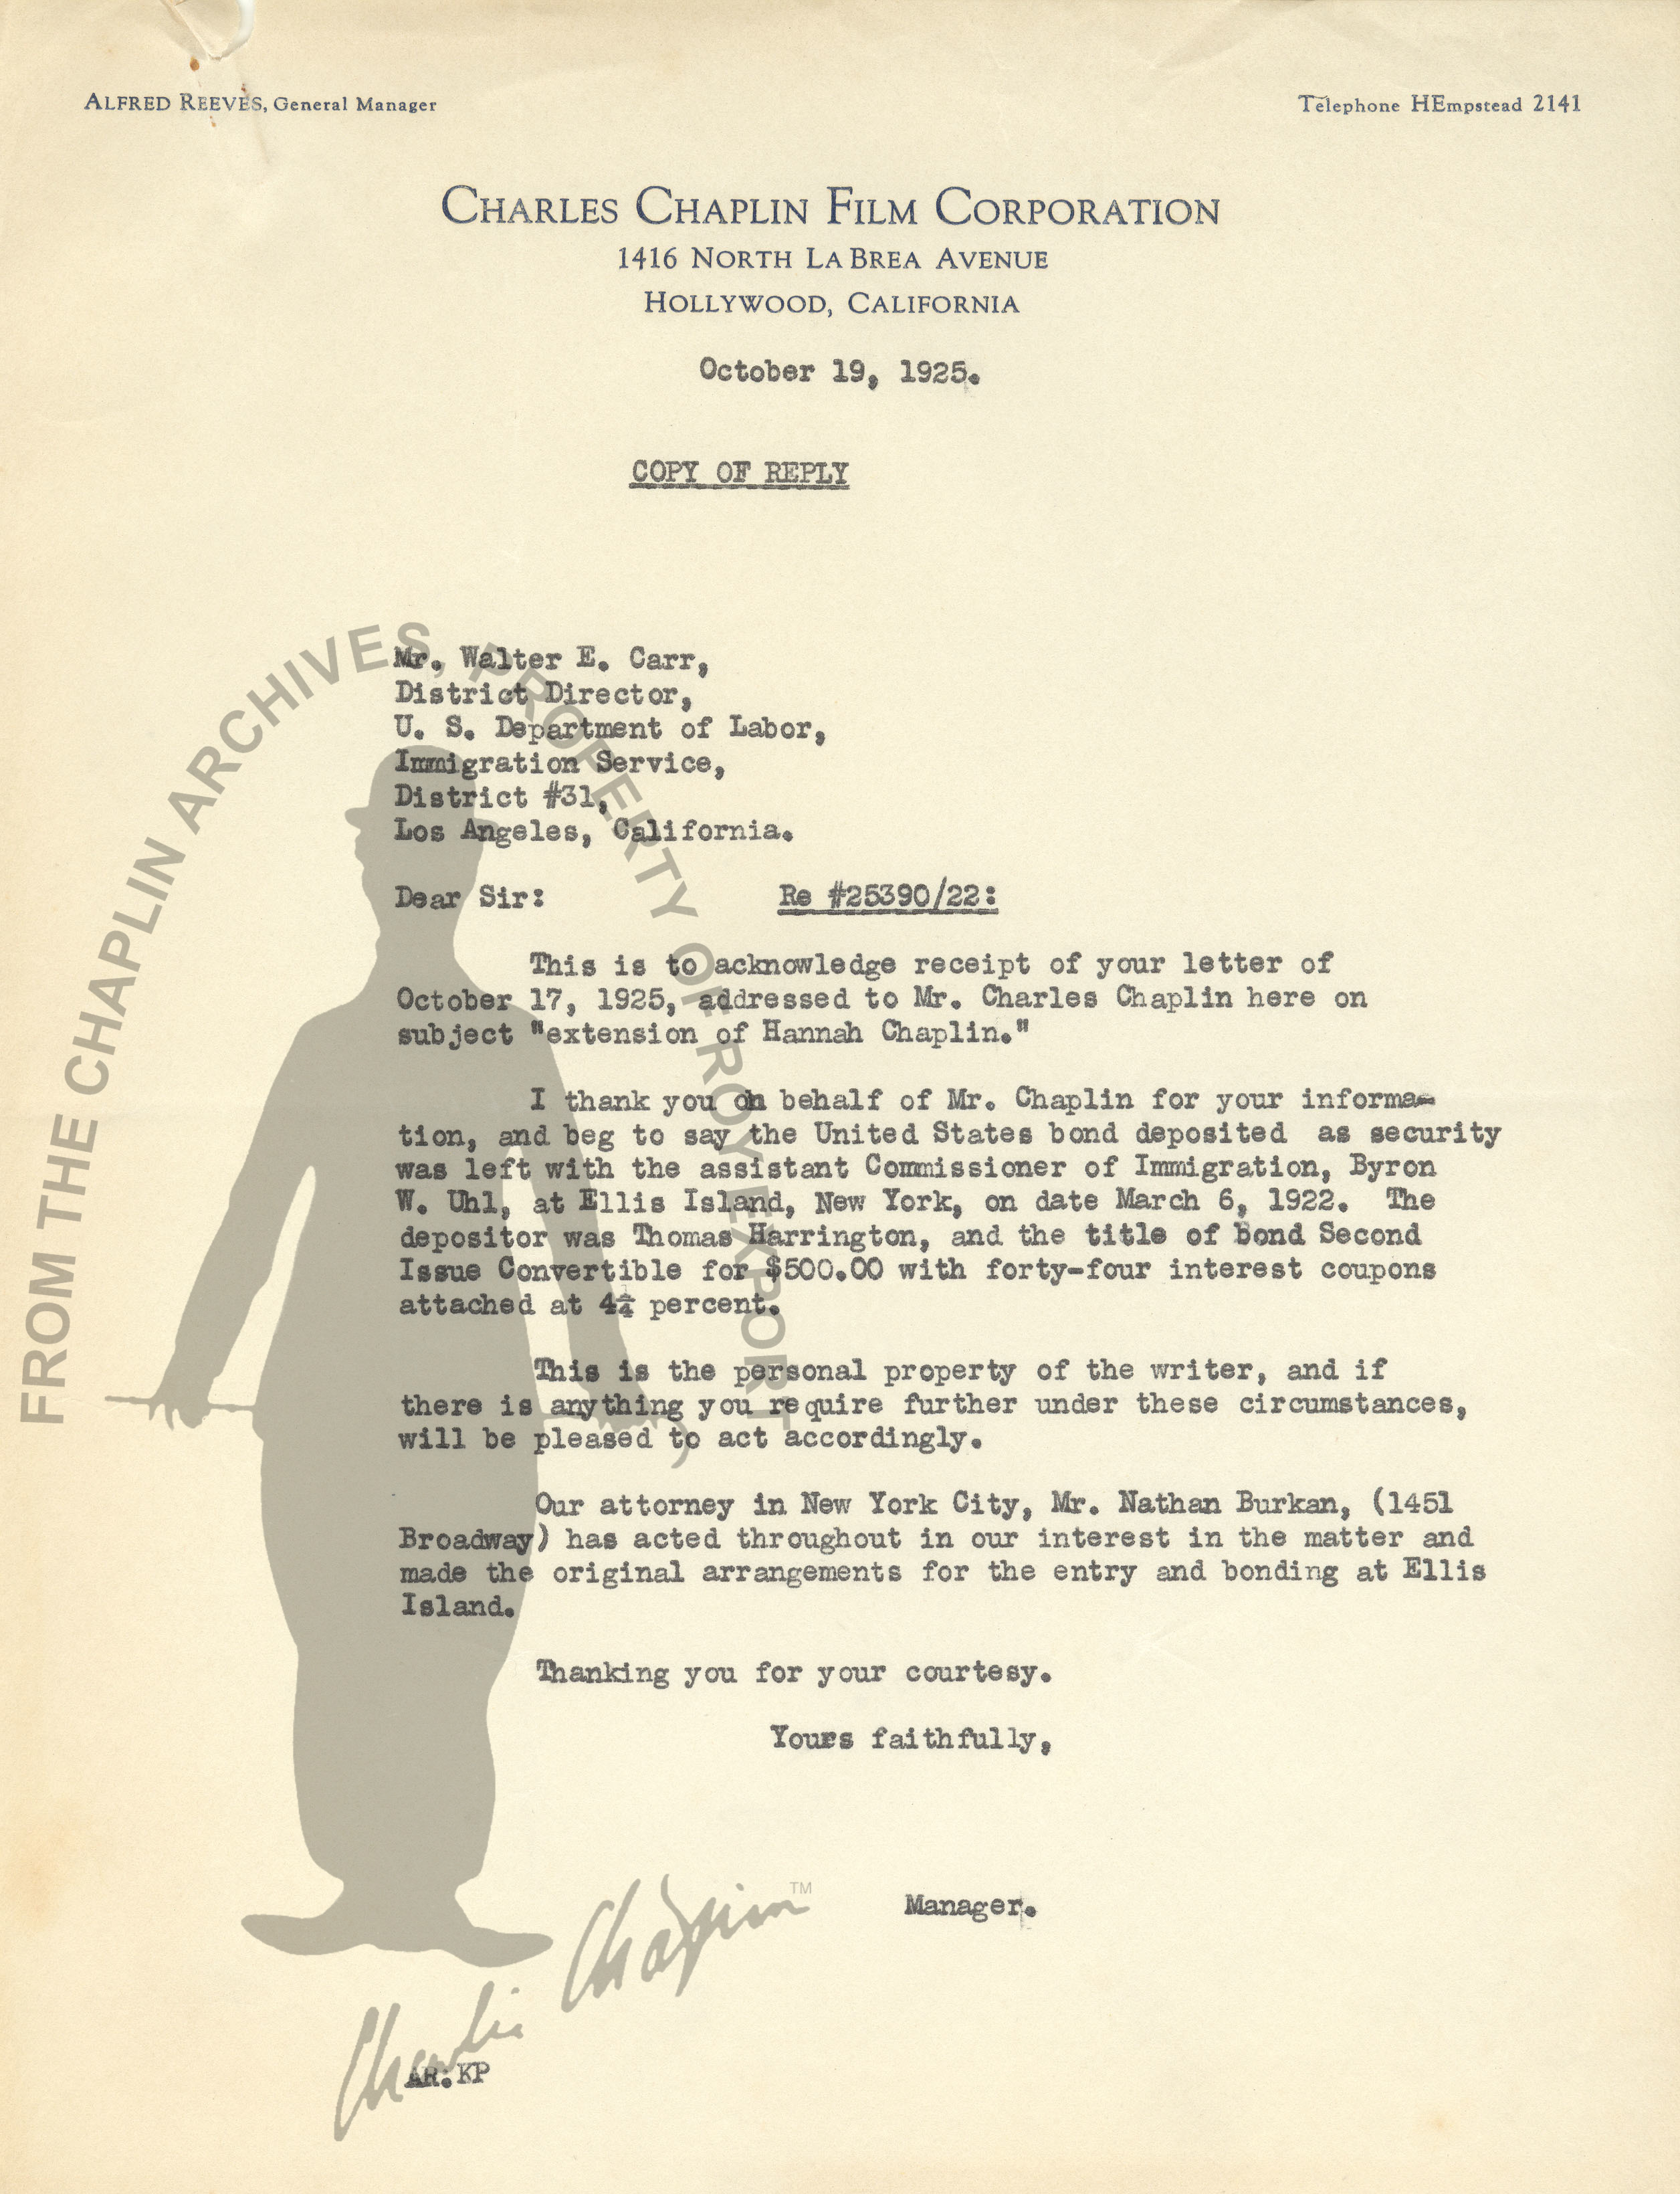 ALFRED REEVES, General Manager
Telephone HEmpstead 2141
CHARLES CHAPLIN FILM CORPORATION
1416 NORTH LA BREA AVENUE
HOLLYWOOD, CALIFORNIA
October 19, 1925.
COPY OF REPLY
Mr. Walter E. Carr,
District Director,
U. S. Department of Labor,
Immigration Service,
District #31,
Los Angeles, California.
Dear Sir: Re #25390/22:
This is to acknowledge receipt of your letter of
October 17, 1925, addressed to Mr. Charles Chaplin here on
subject "extension of Hannah Chaplin."
I thank you on behalf of Mr. Chaplin for your informa-
tion, and beg to say the United States bond deposited as security
was left with the assistant Commissioner of Immigration, Byron
W. Uhl, at Ellis Island, New York, on date March 6, 1922. The
depositor was Thomas Harrington, and the title of bond Second
Issue Convertible for $500.00 with forty-four interest coupons
attached at 4¼ percent.
This is the personal property of the writer, and if
there is anything you require further under these circumstances,
will be pleased to act accordingly.
Our attorney in New York City, Mr. Nathan Burkan, (1451
Broadway) has acted throughout in our interest in the matter and
made the original arrangements for the entry and bonding at Ellis
Island.
Thanking you for your courtesy.
Yours faithfully,
Manager.
AR:KP
FROM THE CHAPLIN ARCHIVES, PROPERTY OF ROY EXPORT
Charlie Chaplin TM